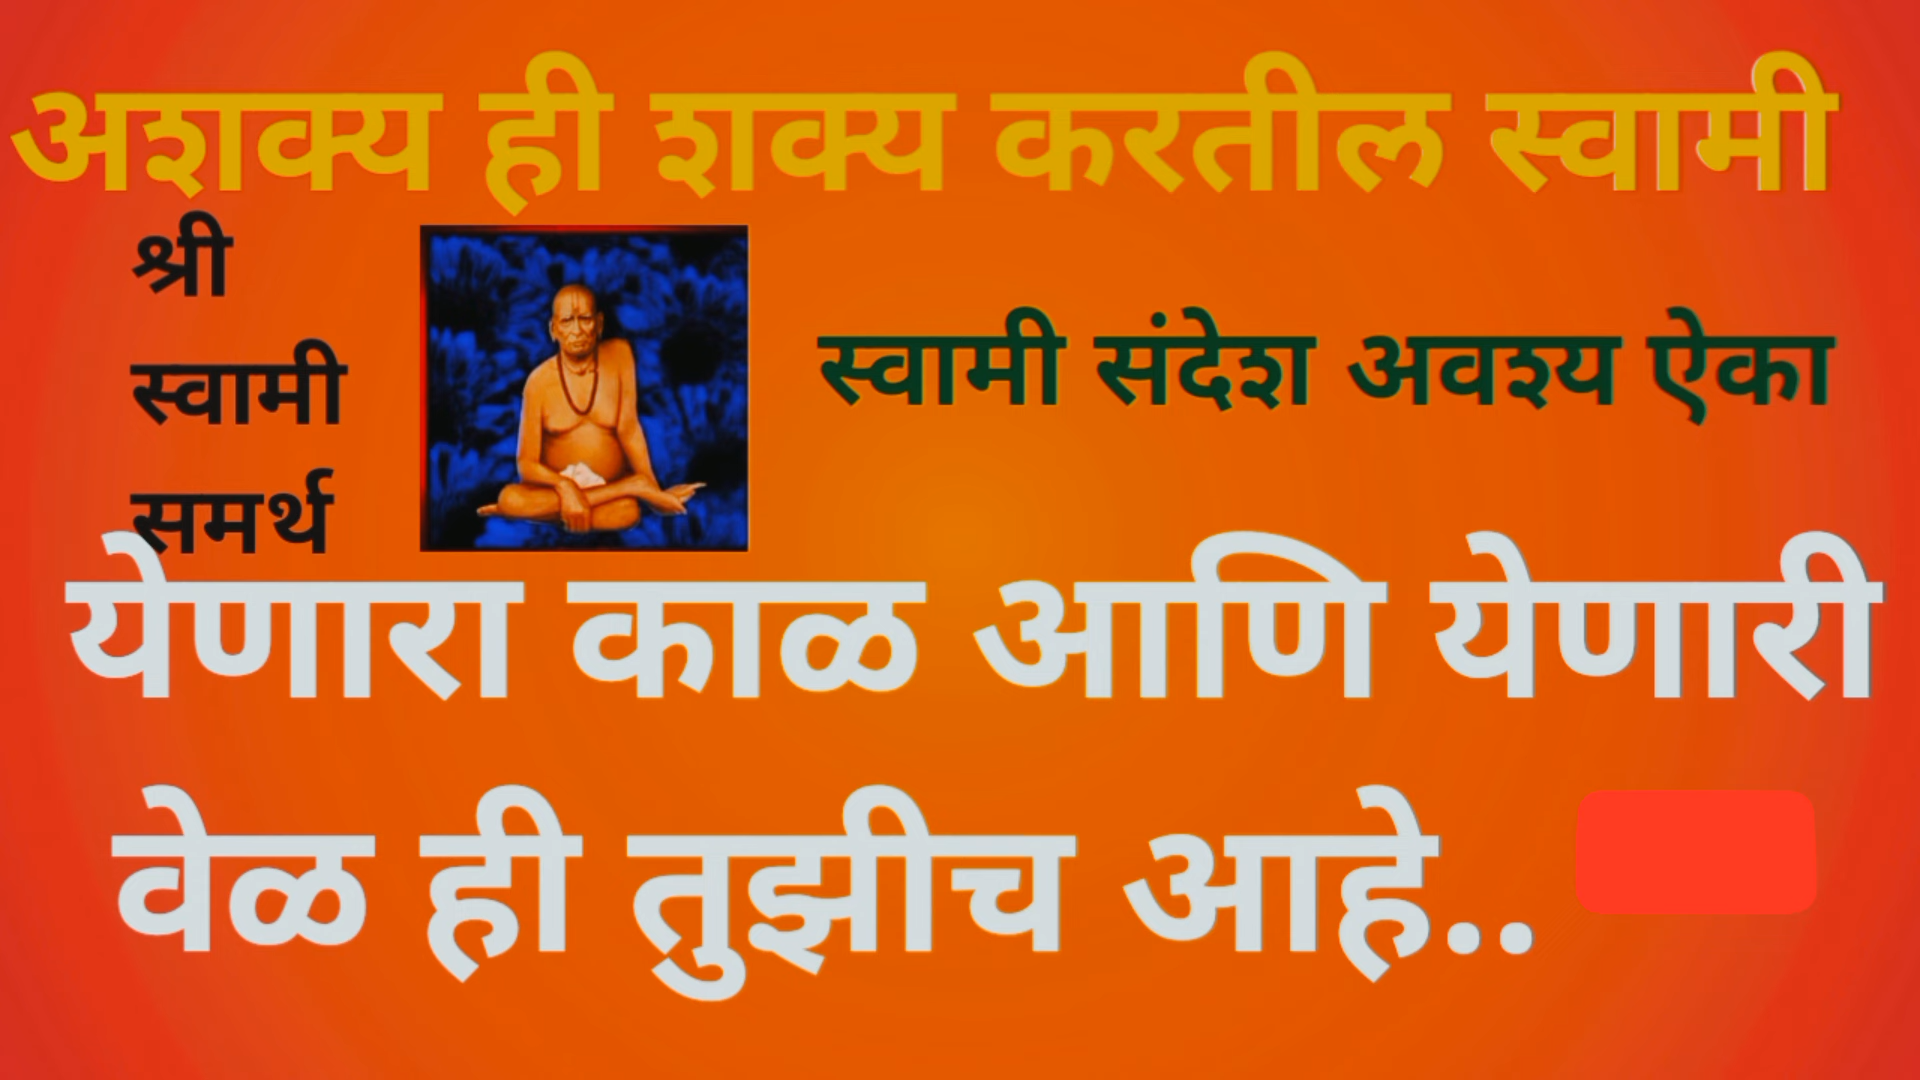 अशक्य ही शक्य करतील स्वामी
श्री
स्वामी
समर्थ
स्वामी संदेश अवश्य ऐका
येणारा काळ आणि येणारी
वेळ ही तुझीच आहे..